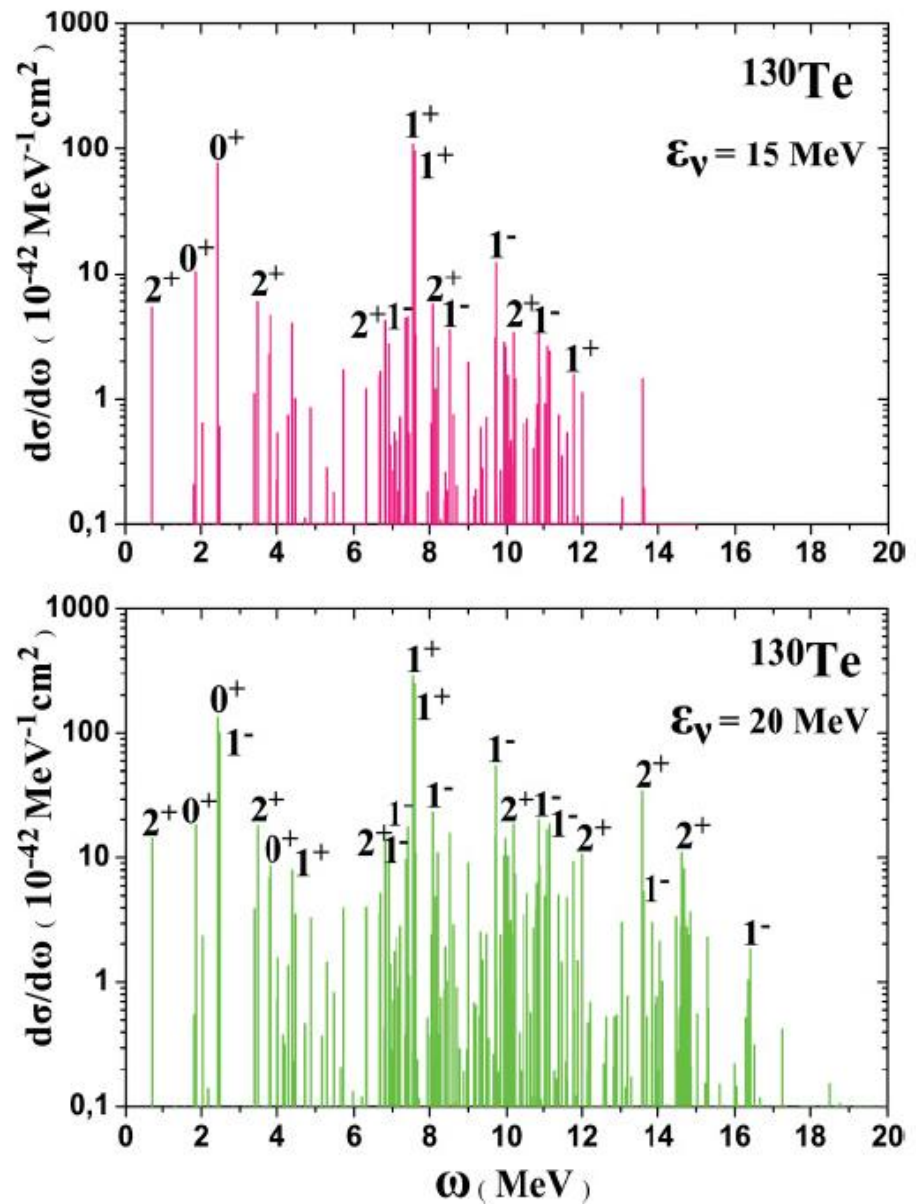 1000
100
10
1
0,1
dσ/dω ( 10⁻⁴² MeV⁻¹cm² )
¹³⁰Te
εν = 15 MeV
2⁺ 0⁺ 0⁺ 2⁺ 2⁺ 1⁻ 1⁺ 1⁺ 2⁺ 1⁻ 1⁻ 2⁺ 1⁻ 1⁺
0 2 4 6 8 10 12 14 16 18 20
1000
100
10
1
0,1
dσ/dω ( 10⁻⁴² MeV⁻¹cm² )
¹³⁰Te
εν = 20 MeV
2⁺ 0⁺ 0⁺ 1⁻ 2⁺ 0⁺ 1⁺ 2⁺ 1⁻ 1⁻ 1⁺ 1⁺ 1⁻ 1⁻ 2⁺ 1⁻ 1⁻ 2⁺ 2⁺ 1⁻ 2⁺ 1⁻
0 2 4 6 8 10 12 14 16 18 20
ω ( MeV )